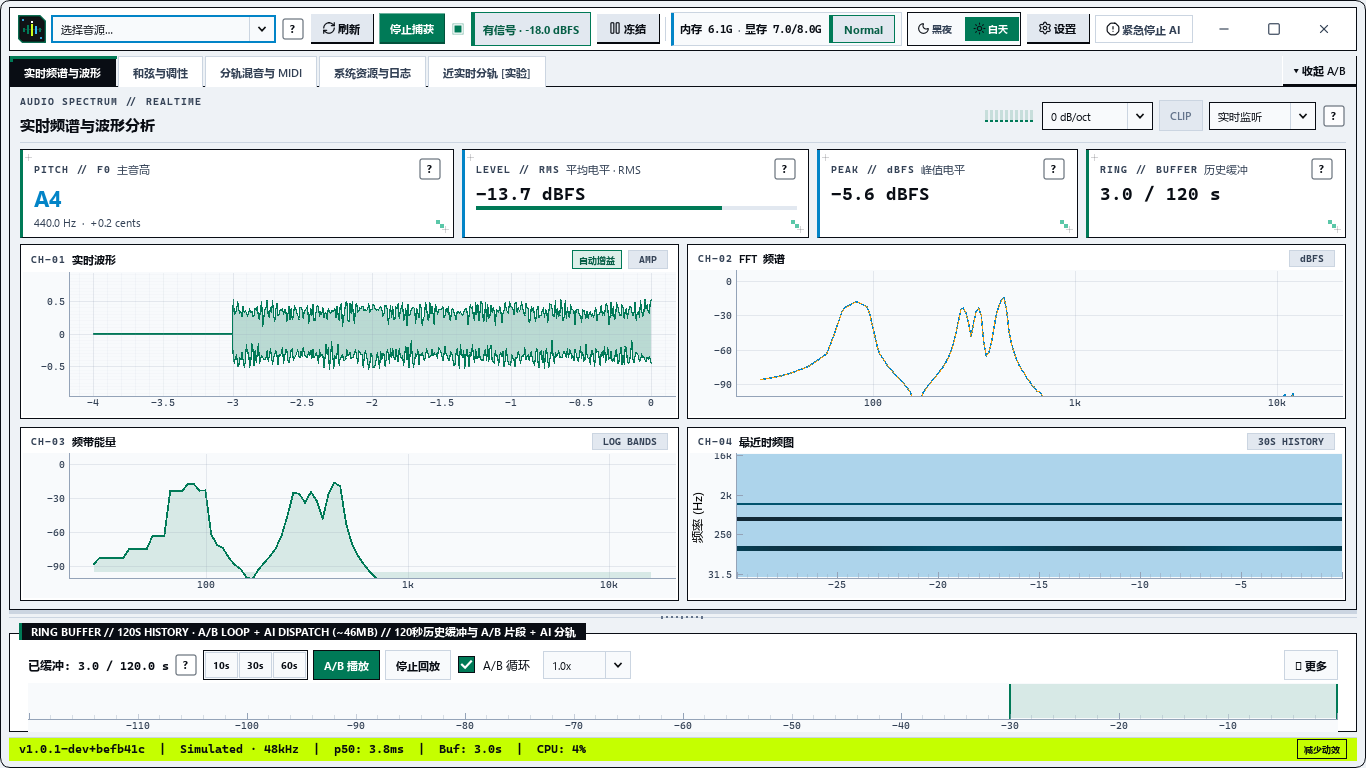 选择音源... ? 刷新 停止捕获 有信号 · -18.0 dBFS 冻结 内存 6.1G · 显存 7.0/8.0G Normal 黑夜 白天 设置 紧急停止 AI
实时频谱与波形 和弦与调性 分轨混音与 MIDI 系统资源与日志 近实时分轨 [实验] 收起 A/B
AUDIO SPECTRUM // REALTIME
实时频谱与波形分析 0 dB/oct CLIP 实时监听 ?
PITCH // F0 主音高 ?
A4
440.0 Hz · +0.2 cents
LEVEL // RMS 平均电平 · RMS ?
-13.7 dBFS
PEAK // dBFS 峰值电平 ?
-5.6 dBFS
RING // BUFFER 历史缓冲 ?
3.0 / 120 s
CH-01 实时波形 自动增益 AMP
0.5
0
-0.5
-4 -3.5 -3 -2.5 -2 -1.5 -1 -0.5 0
CH-02 FFT 频谱 dBFS
0
-30
-60
-90
100 1k 10k
CH-03 频带能量 LOG BANDS
0
-30
-60
-90
100 1k 10k
CH-04 最近时频图 30S HISTORY
频率 (Hz)
16k
2k
250
31.5
-25 -20 -15 -10 -5
RING BUFFER // 120S HISTORY · A/B LOOP + AI DISPATCH (~46MB) // 120秒历史缓冲与 A/B 片段 + AI 分轨
已缓冲: 3.0 / 120.0 s ? 10s 30s 60s A/B 播放 停止回放 A/B 循环 1.0x 更多
-110 -100 -90 -80 -70 -60 -50 -40 -30 -20 -10
v1.0.1-dev+befb41c | Simulated · 48kHz | p50: 3.8ms | Buf: 3.0s | CPU: 4% 减少动效